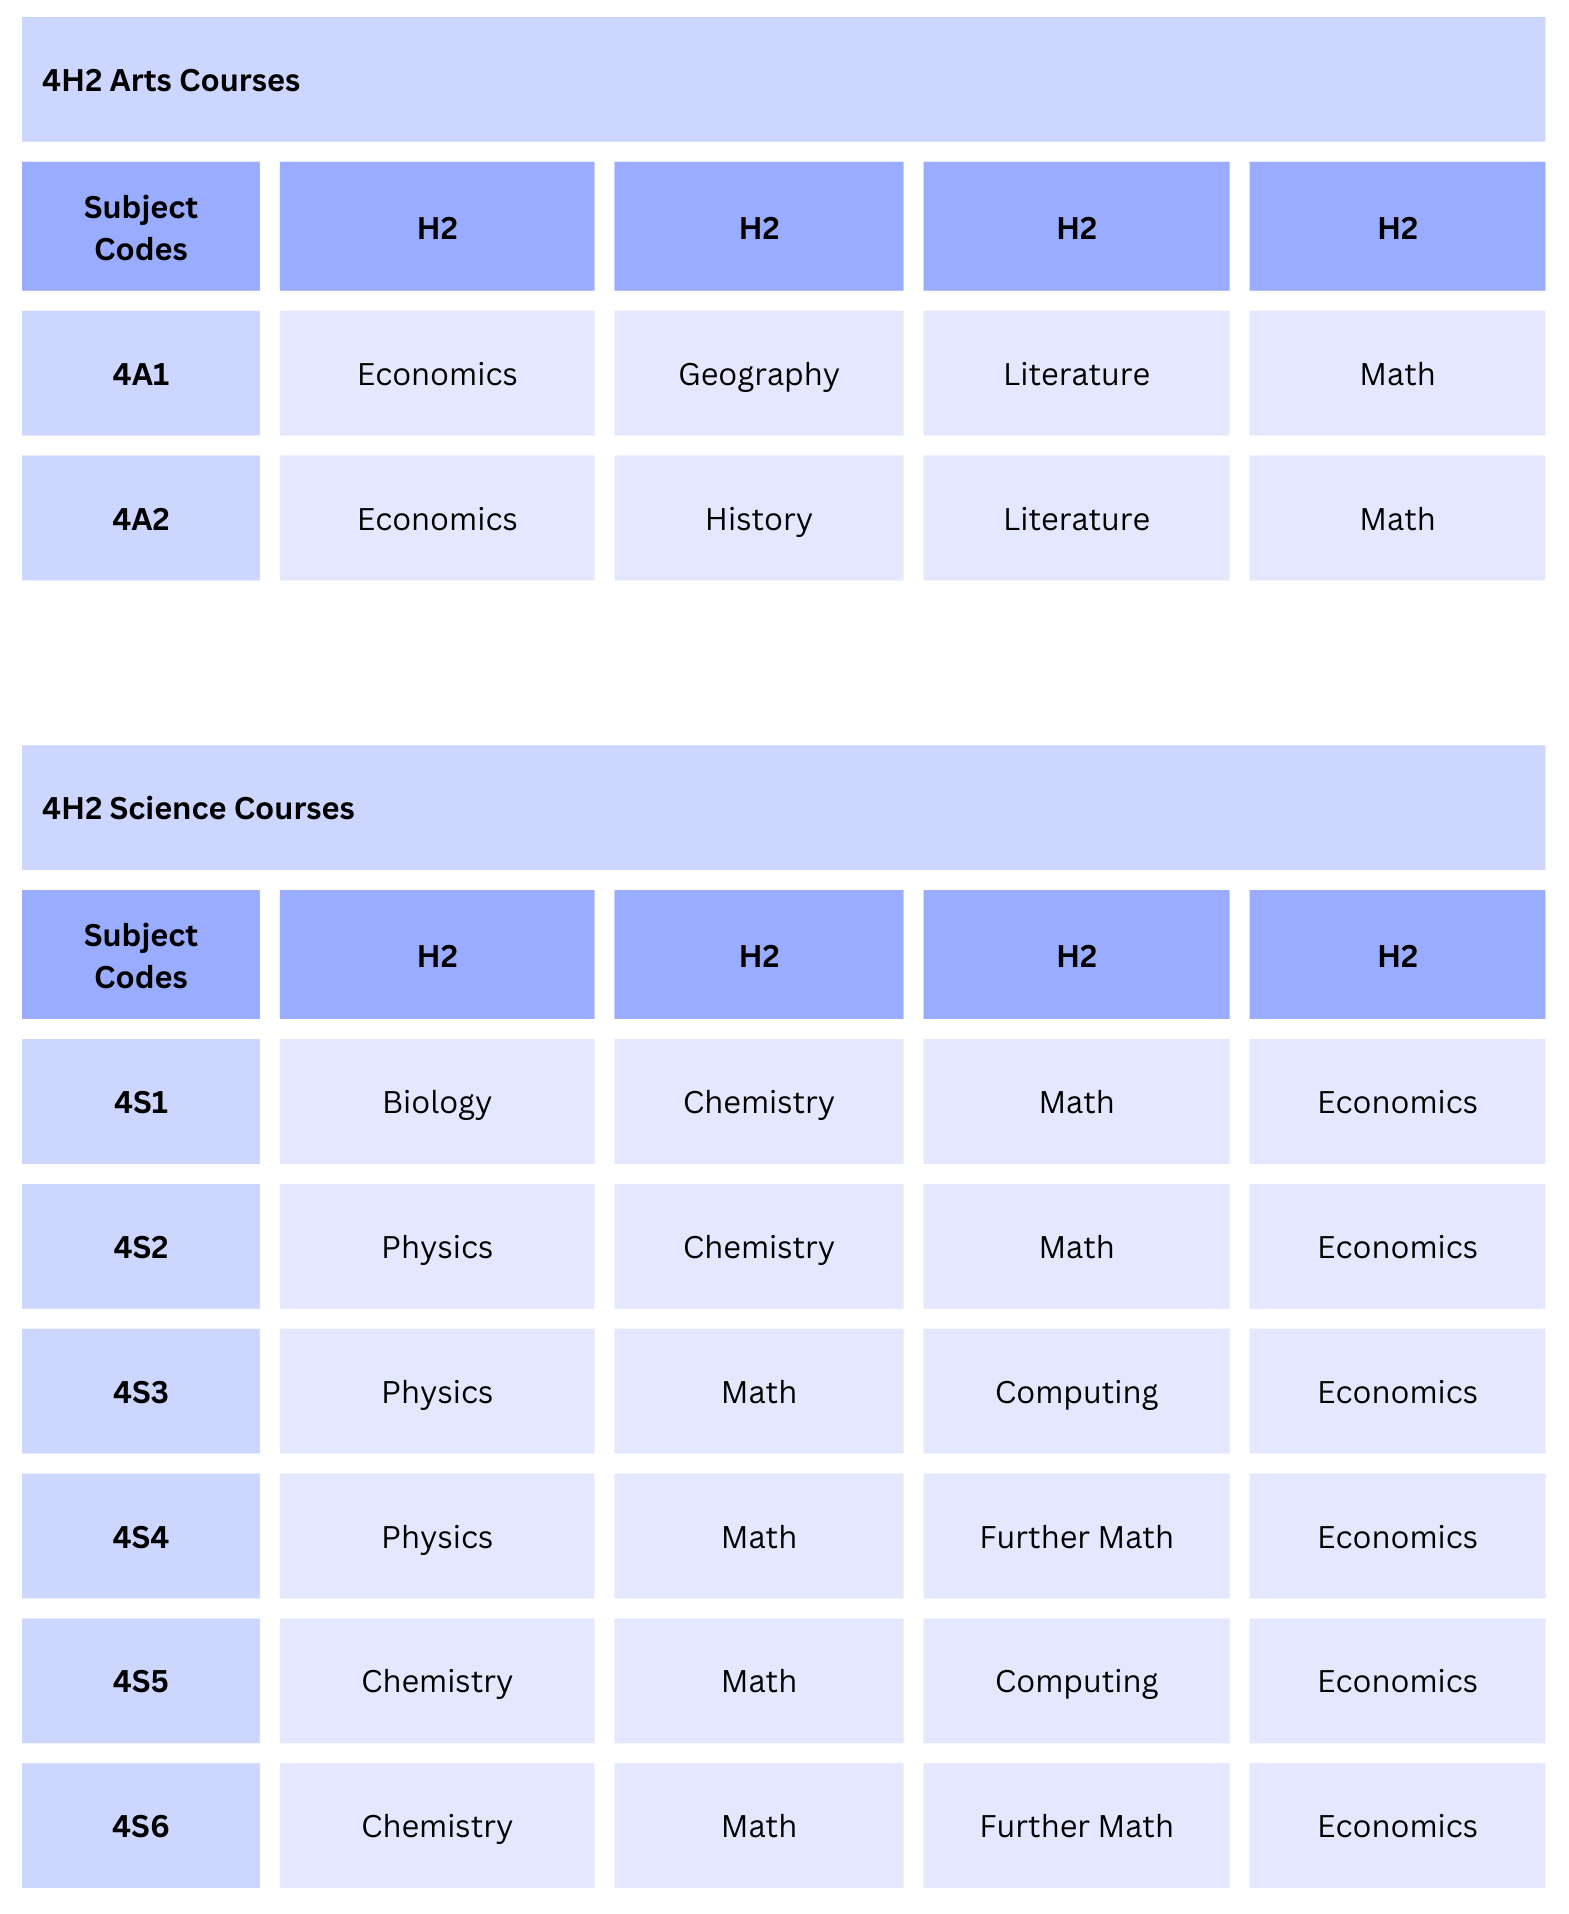 4H2 Arts Courses
Subject
Codes
H2
H2
H2
H2
4A1
Economics
Geography
Literature
Math
4A2
Economics
History
Literature
Math
4H2 Science Courses
Subject
Codes
H2
H2
H2
H2
4S1
Biology
Chemistry
Math
Economics
4S2
Physics
Chemistry
Math
Economics
4S3
Physics
Math
Computing
Economics
4S4
Physics
Math
Further Math
Economics
4S5
Chemistry
Math
Computing
Economics
4S6
Chemistry
Math
Further Math
Economics